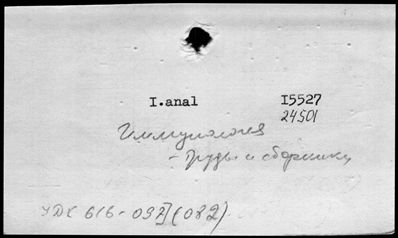 I.anal I5527
24501
Иммунология
- Труды и сборники
УДК 616-097(082)